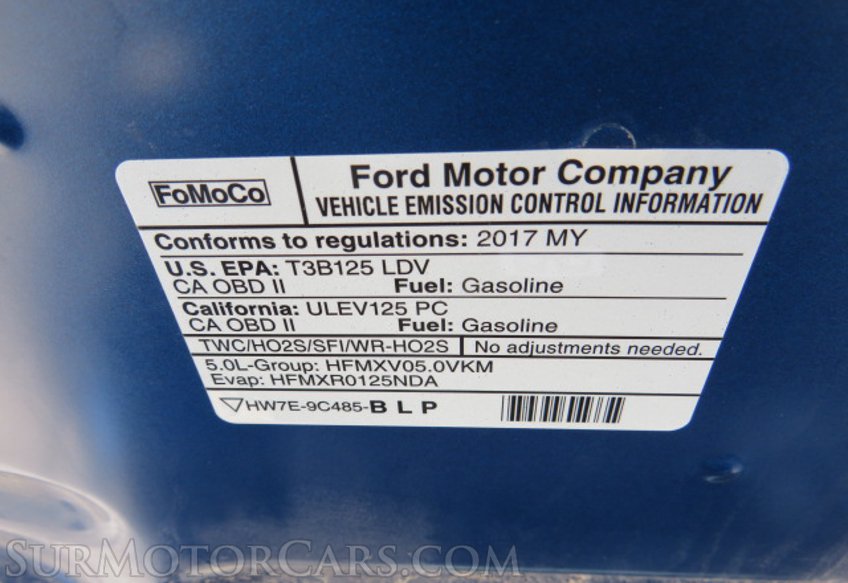 FoMoCo
Ford Motor Company
VEHICLE EMISSION CONTROL INFORMATION
Conforms to regulations: 2017 MY
U.S. EPA: T3B125 LDV
CA OBD II Fuel: Gasoline
California: ULEV125 PC
CA OBD II Fuel: Gasoline
TWC/HO2S/SFI/WR-HO2S No adjustments needed.
5.0L-Group: HFMXV05.0VKM
Evap: HFMXR0125NDA
HW7E-9C485-B L P
SurMotorCars.com